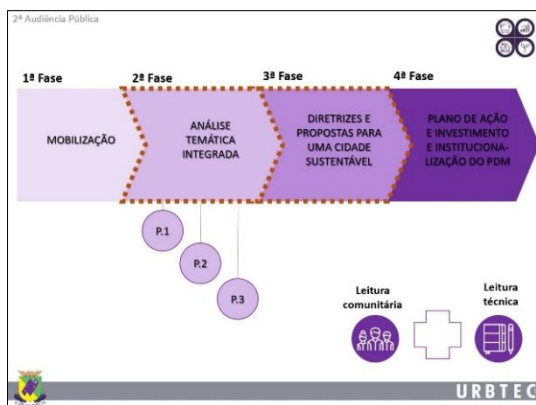 2ª Audiência Pública
1ª Fase
2ª Fase
3ª Fase
4ª Fase
MOBILIZAÇÃO
ANÁLISE
TEMÁTICA
INTEGRADA
DIRETRIZES E
PROPOSTAS PARA
UMA CIDADE
SUSTENTÁVEL
PLANO DE AÇÃO
E INVESTIMENTO
E INSTITUCIONA-
LIZAÇÃO DO PDM
P.1
P.2
P.3
Leitura
comunitária
Leitura
técnica
URBTEC